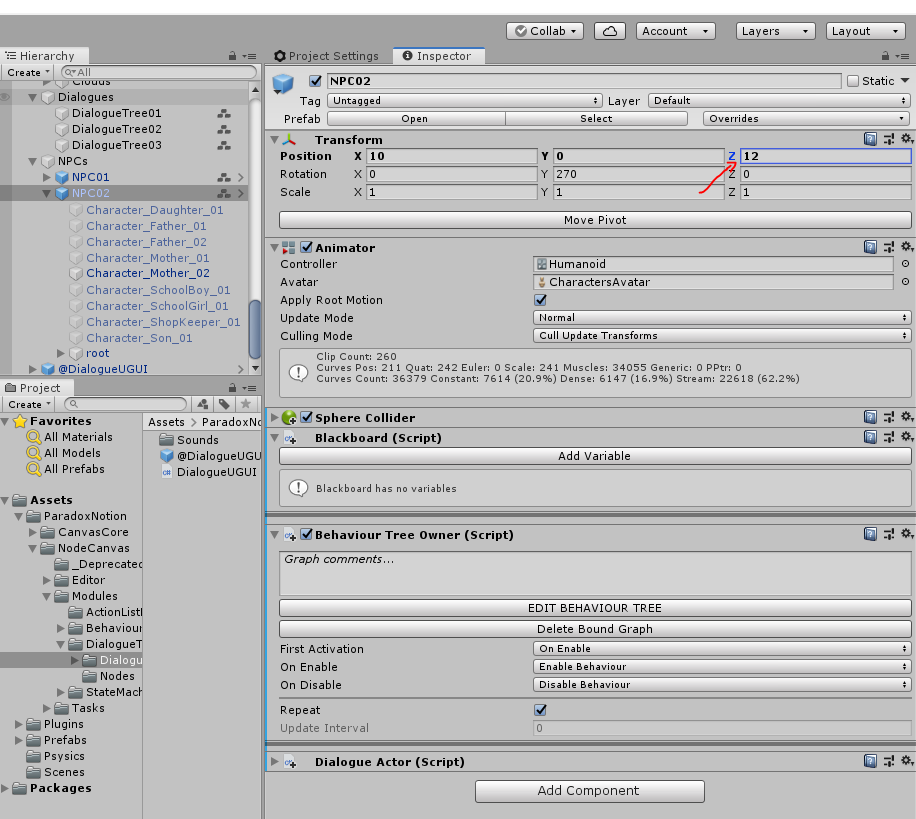 Collab Account Layers Layout
Hierarchy
Create All
Clouds
Dialogues
DialogueTree01
DialogueTree02
DialogueTree03
NPCs
NPC01
NPC02
Character_Daughter_01
Character_Father_01
Character_Father_02
Character_Mother_01
Character_Mother_02
Character_SchoolBoy_01
Character_SchoolGirl_01
Character_ShopKeeper_01
Character_Son_01
root
@DialogueUGUI
Project
Create
Favorites
All Materials
All Models
All Prefabs
Assets
ParadoxNotion
CanvasCore
NodeCanvas
_Deprecated
Editor
Modules
ActionListI
Behaviour
DialogueT
Dialogu
Nodes
StateMach
Tasks
Plugins
Prefabs
Psysics
Scenes
Packages
Assets > ParadoxNo
Sounds
@DialogueUGU
DialogueUGUI
Project Settings Inspector
NPC02 Static
Tag Untagged Layer Default
Prefab Open Select Overrides
Transform
Position X 10 Y 0 Z 12
Rotation X 0 Y 270 Z 0
Scale X 1 Y 1 Z 1
Move Pivot
Animator
Controller Humanoid
Avatar CharactersAvatar
Apply Root Motion
Update Mode Normal
Culling Mode Cull Update Transforms
Clip Count: 260
Curves Pos: 211 Quat: 242 Euler: 0 Scale: 241 Muscles: 34055 Generic: 0 PPtr: 0
Curves Count: 36379 Constant: 7614 (20.9%) Dense: 6147 (16.9%) Stream: 22618 (62.2%)
Sphere Collider
Blackboard (Script)
Add Variable
Blackboard has no variables
Behaviour Tree Owner (Script)
Graph comments...
EDIT BEHAVIOUR TREE
Delete Bound Graph
First Activation On Enable
On Enable Enable Behaviour
On Disable Disable Behaviour
Repeat
Update Interval 0
Dialogue Actor (Script)
Add Component